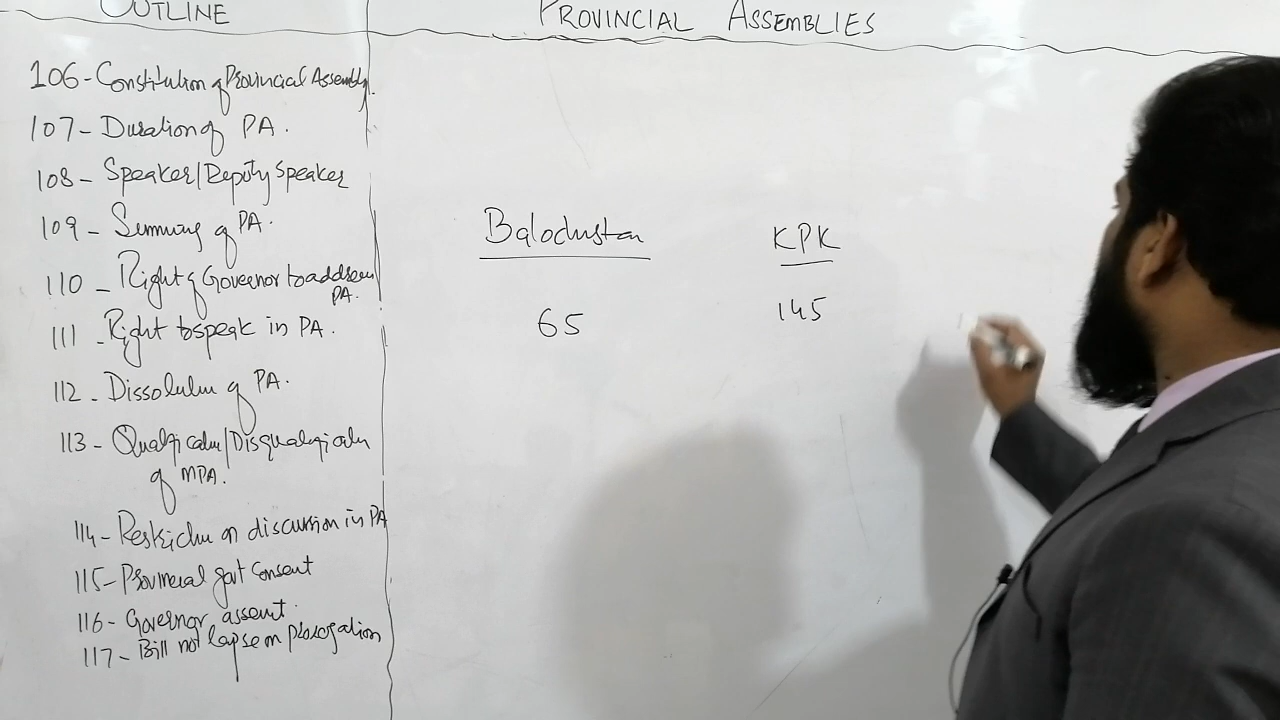 OUTLINE
PROVINCIAL ASSEMBLIES
106 - Constitution of Provincial Assembly.
107 - Duration of PA.
108 - Speaker/Deputy Speaker
109 - Summung of PA.
110 - Right of Governor to address
PA.
111 - Right to speak in PA.
112 - Dissolution of PA.
113 - Qualification/Disqualification
of MPA.
114 - Restriction on discussion in PA
115 - Provincial govt Consent
116 - Governor assent.
117 - Bill not lapse on prorogation
Balochistan
65
KPK
145